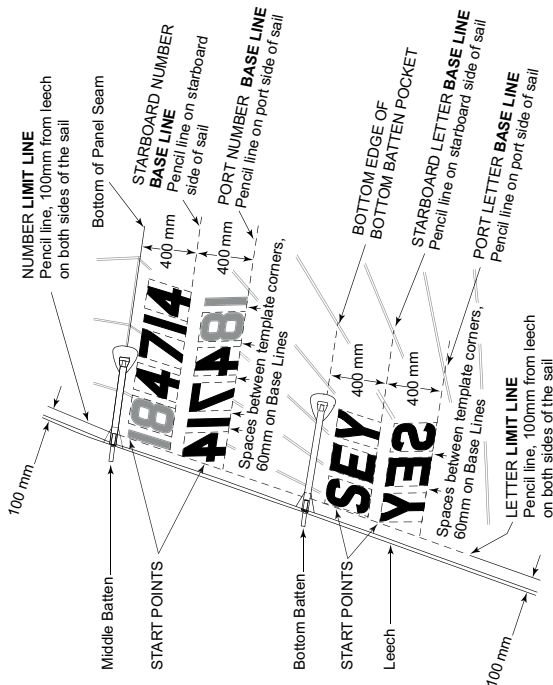 100 mm
NUMBER LIMIT LINE
Pencil line, 100mm from leech
on both sides of the sail
Bottom of Panel Seam
Middle Batten
184714
400 mm
STARBOARD NUMBER
BASE LINE
Pencil line on starboard
side of sail
184714
400 mm
PORT NUMBER BASE LINE
Pencil line on port side of sail
START POINTS
Spaces between template corners,
60mm on Base Lines
BOTTOM EDGE OF
BOTTOM BATTEN POCKET
Bottom Batten
SEY
400 mm
STARBOARD LETTER BASE LINE
Pencil line on starboard side of sail
START POINTS
SEY
400 mm
PORT LETTER BASE LINE
Pencil line on port side of sail
Leech
Spaces between template corners,
60mm on Base Lines
LETTER LIMIT LINE
Pencil line, 100mm from leech
on both sides of the sail
100 mm